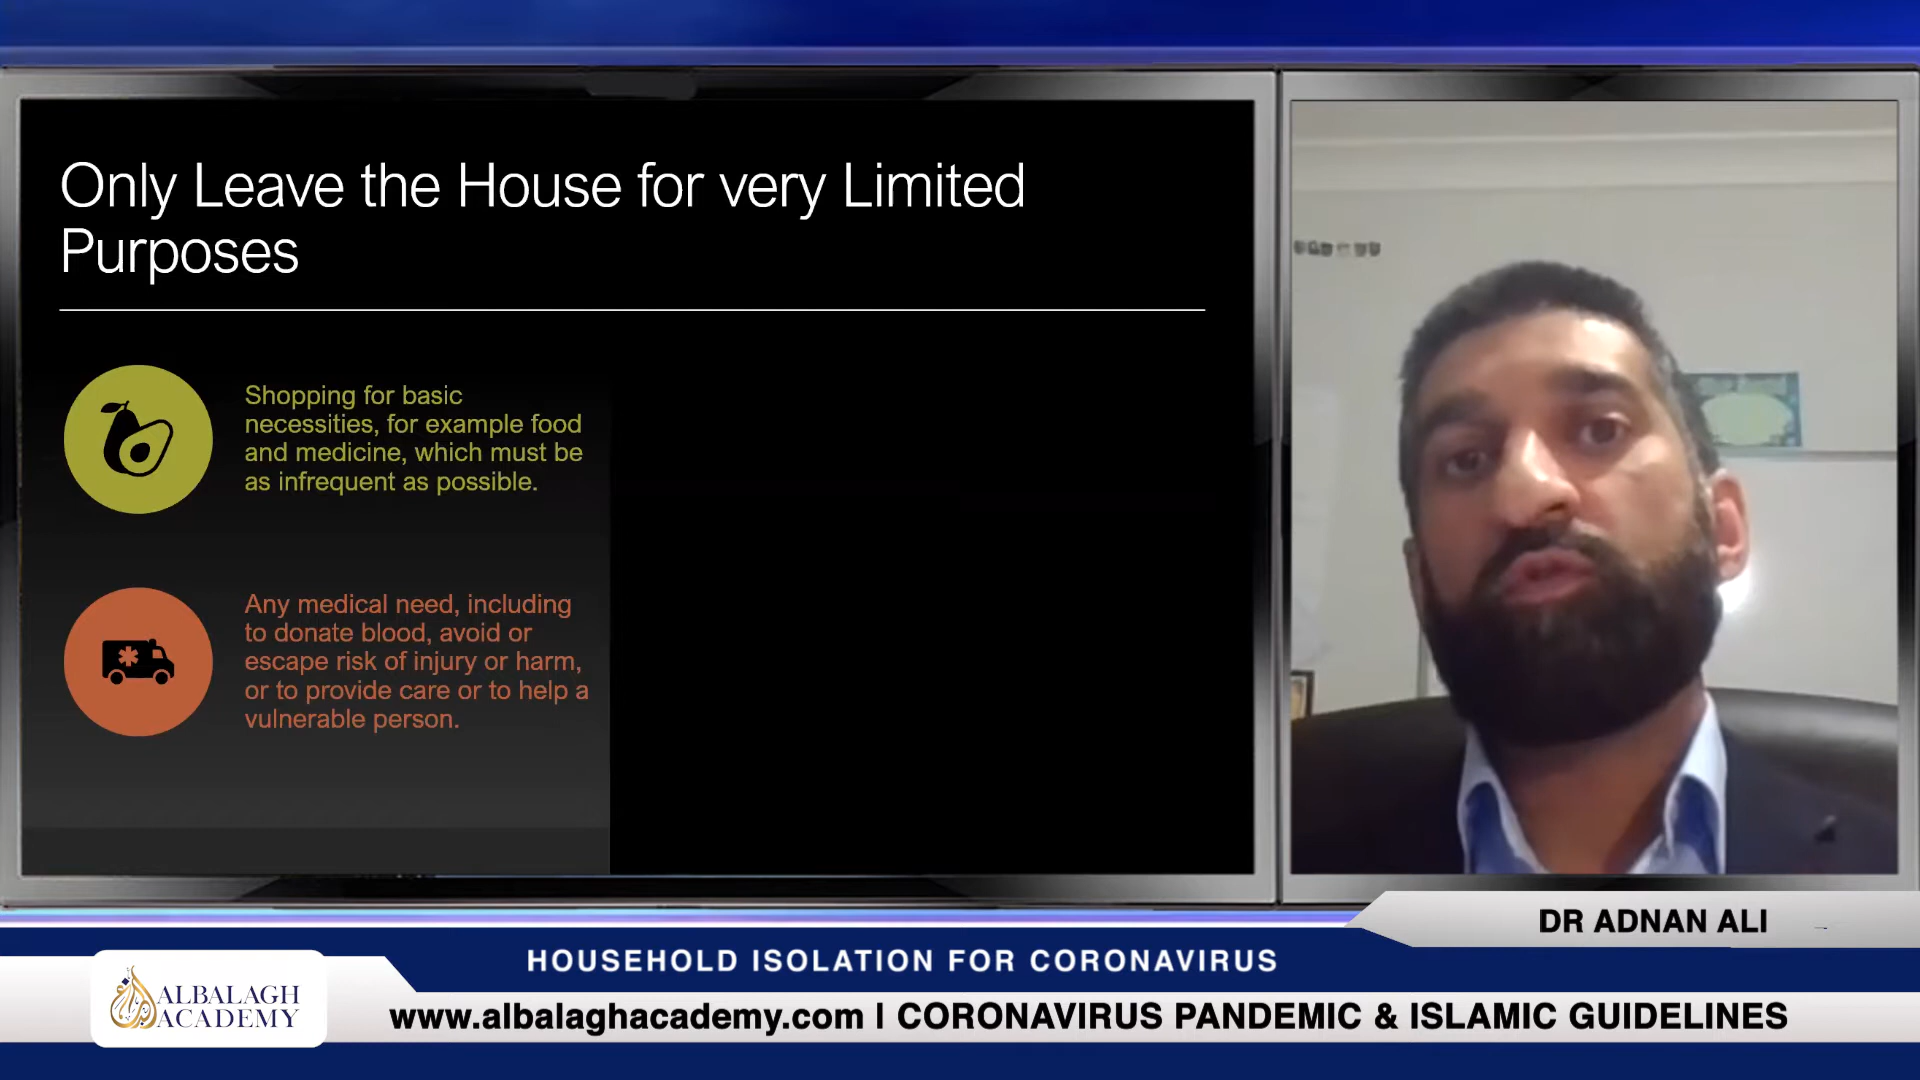 Only Leave the House for very Limited
Purposes
Shopping for basic
necessities, for example food
and medicine, which must be
as infrequent as possible.
Any medical need, including
to donate blood, avoid or
escape risk of injury or harm,
or to provide care or to help a
vulnerable person.
DR ADNAN ALI
HOUSEHOLD ISOLATION FOR CORONAVIRUS
ALBALAGH
ACADEMY
www.albalaghacademy.com | CORONAVIRUS PANDEMIC & ISLAMIC GUIDELINES